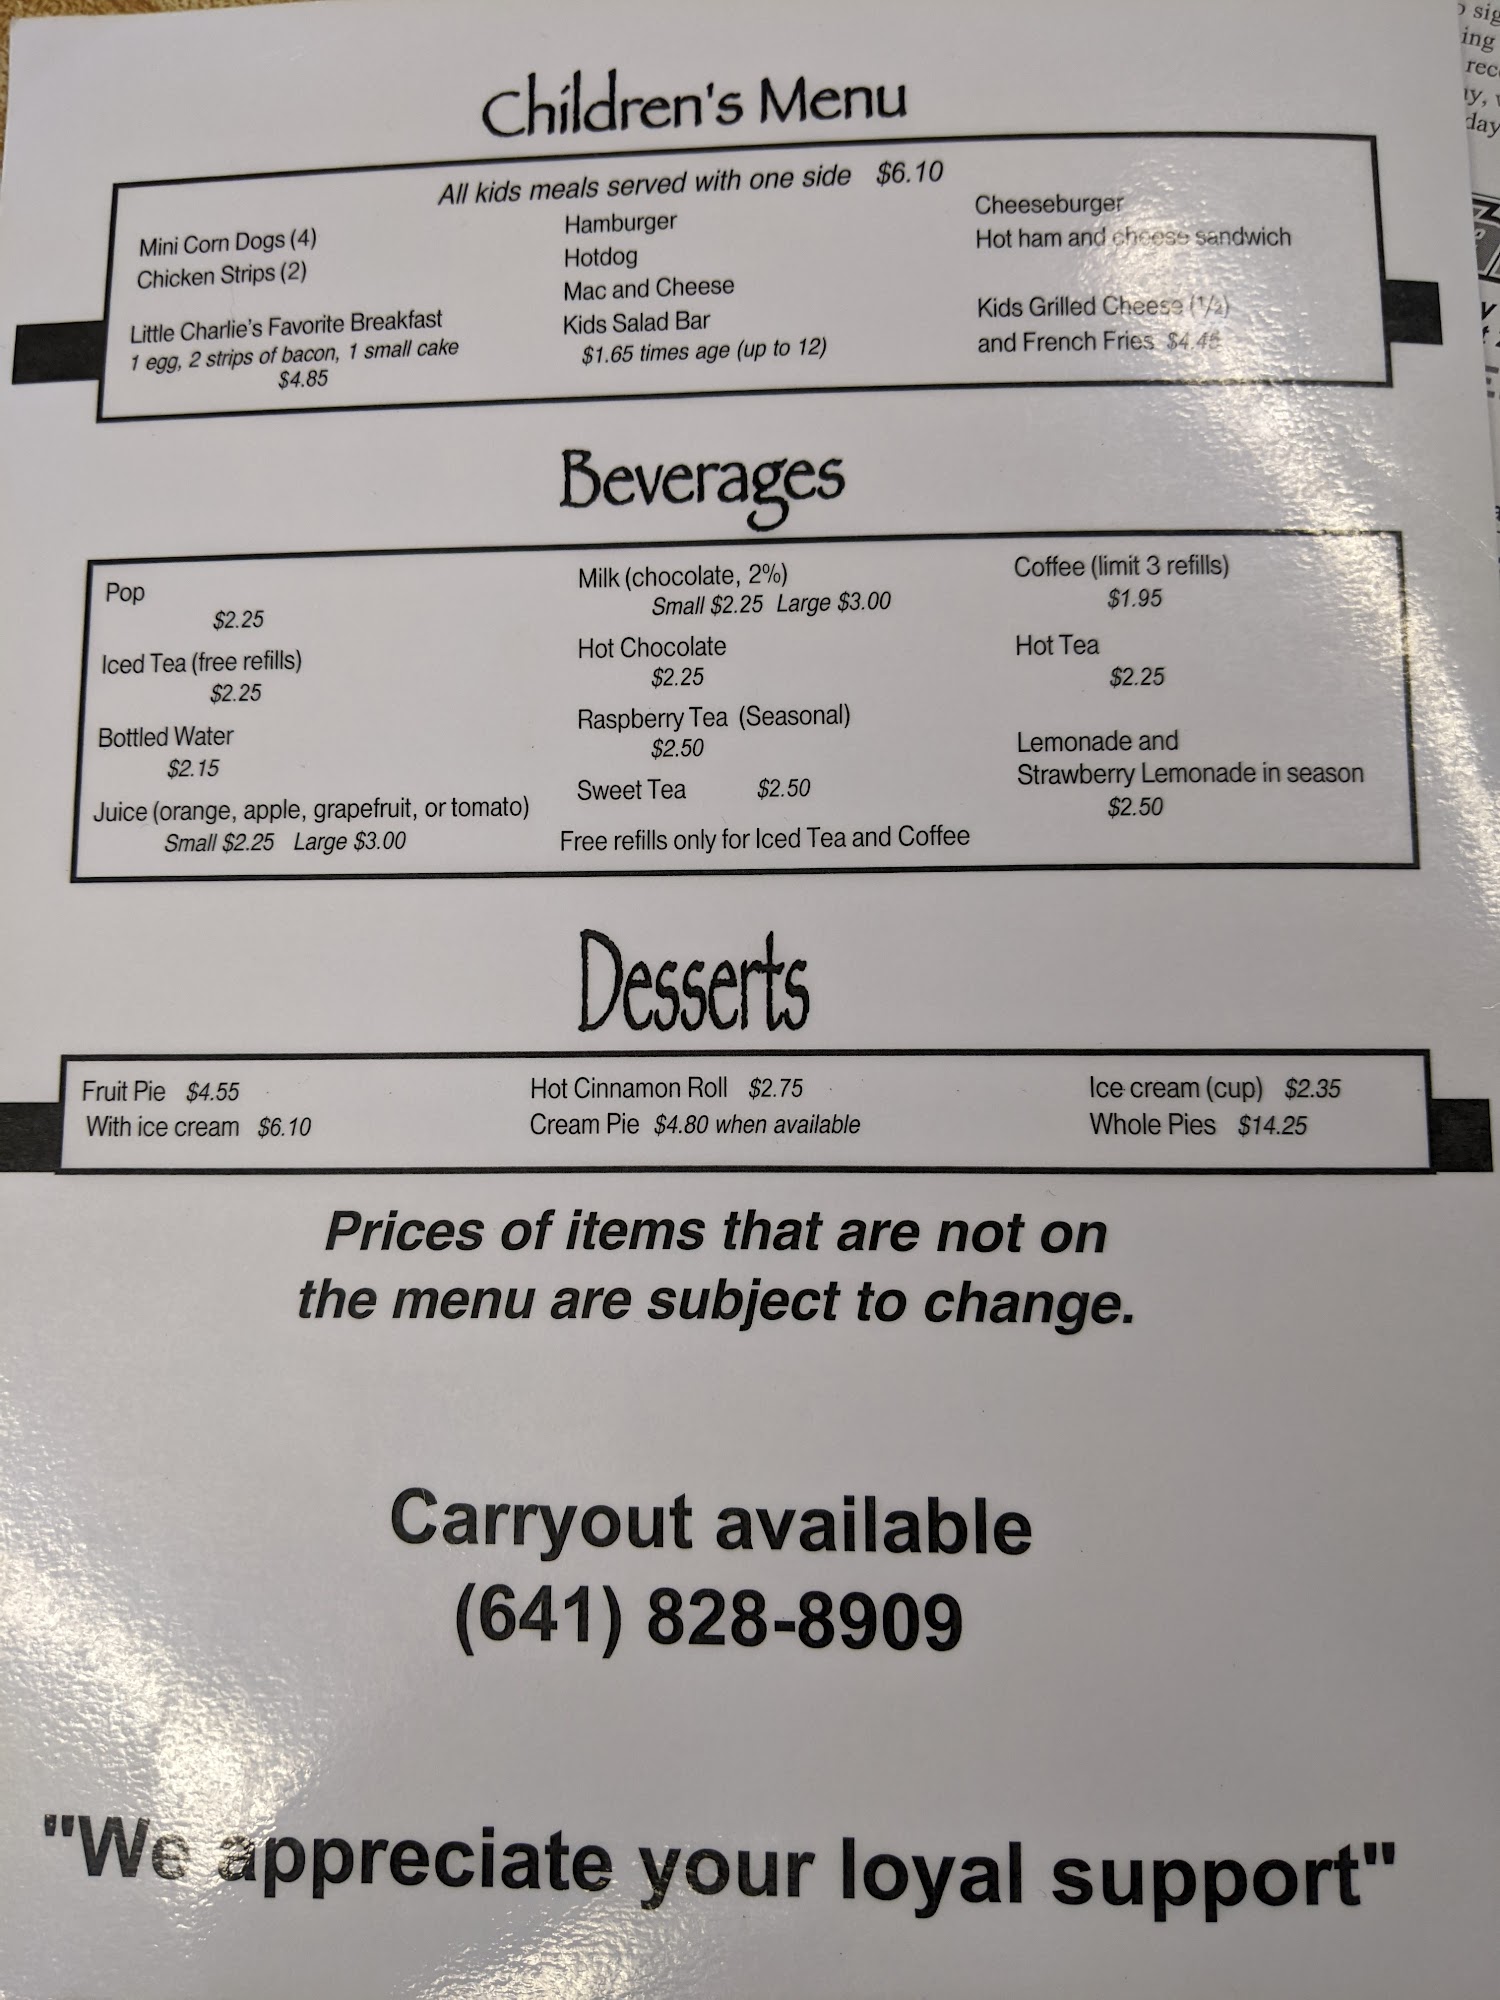 Children's Menu
All kids meals served with one side $6.10
Mini Corn Dogs (4)
Chicken Strips (2)
Little Charlie's Favorite Breakfast
1 egg, 2 strips of bacon, 1 small cake
$4.85
Hamburger
Hotdog
Mac and Cheese
Kids Salad Bar
$1.65 times age (up to 12)
Cheeseburger
Hot ham and cheese sandwich
Kids Grilled Cheese (1/2)
and French Fries
Beverages
Pop
$2.25
Iced Tea (free refills)
$2.25
Bottled Water
$2.15
Juice (orange, apple, grapefruit, or tomato)
Small $2.25 Large $3.00
Milk (chocolate, 2%)
Small $2.25 Large $3.00
Hot Chocolate
$2.25
Raspberry Tea (Seasonal)
$2.50
Sweet Tea $2.50
Free refills only for Iced Tea and Coffee
Coffee (limit 3 refills)
$1.95
Hot Tea
$2.25
Lemonade and
Strawberry Lemonade in season
$2.50
Desserts
Fruit Pie $4.55
With ice cream $6.10
Hot Cinnamon Roll $2.75
Cream Pie $4.80 when available
Ice cream (cup) $2.35
Whole Pies $14.25
Prices of items that are not on
the menu are subject to change.
Carryout available
(641) 828-8909
"We appreciate your loyal support"